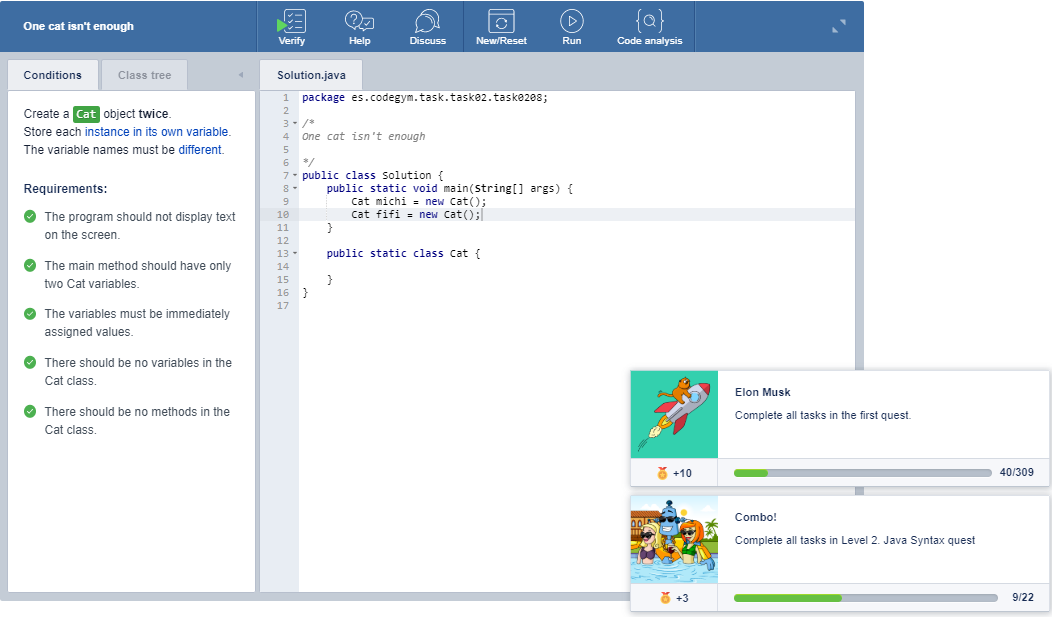 One cat isn't enough
Verify
Help
Discuss
New/Reset
Run
Code analysis
Conditions
Class tree
Create a Cat object twice.
Store each instance in its own variable.
The variable names must be different.
Requirements:
The program should not display text
on the screen.
The main method should have only
two Cat variables.
The variables must be immediately
assigned values.
There should be no variables in the
Cat class.
There should be no methods in the
Cat class.
Solution.java
1 package es.codegym.task.task02.task0208;
2
3 /*
4 One cat isn't enough
5
6 */
7 public class Solution {
8 public static void main(String[] args) {
9 Cat michi = new Cat();
10 Cat fifi = new Cat();
11 }
12
13 public static class Cat {
14
15 }
16 }
17
Elon Musk
Complete all tasks in the first quest.
+10
40/309
Combo!
Complete all tasks in Level 2. Java Syntax quest
+3
9/22